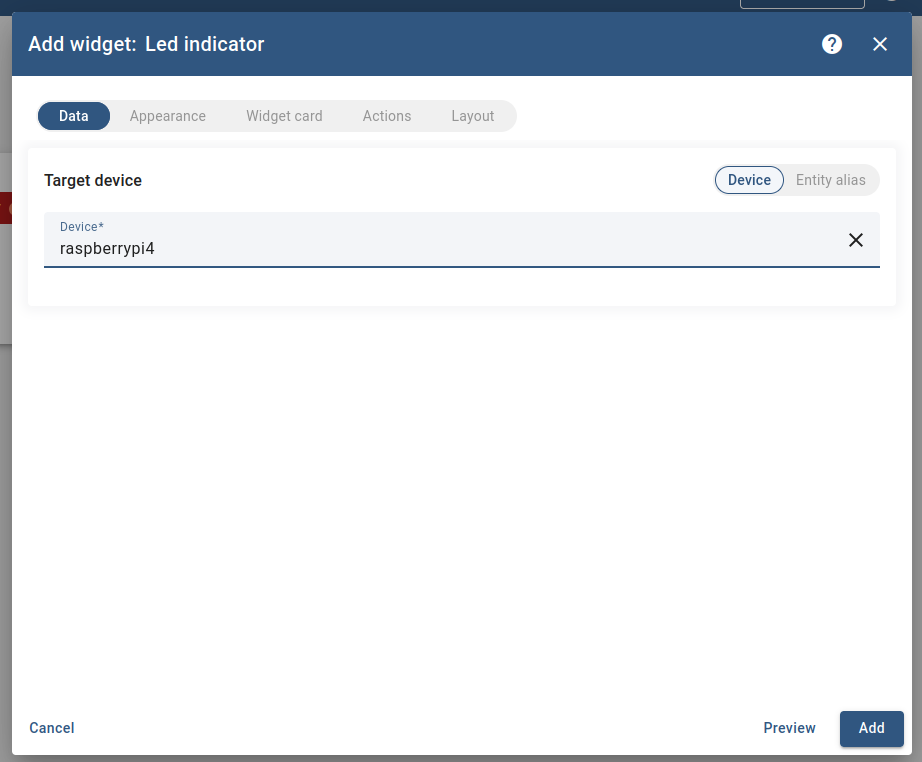 Add widget: Led indicator
?
Data Appearance Widget card Actions Layout
Target device Device Entity alias
Device*
raspberrypi4
Cancel Preview Add